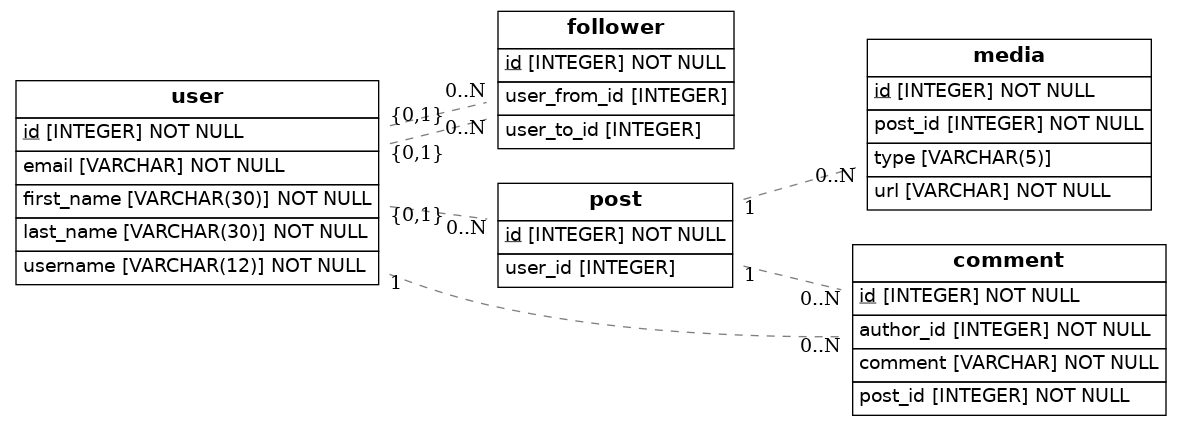 user
id [INTEGER] NOT NULL
email [VARCHAR] NOT NULL
first_name [VARCHAR(30)] NOT NULL
last_name [VARCHAR(30)] NOT NULL
username [VARCHAR(12)] NOT NULL
{0,1}
0..N
{0,1}
0..N
{0,1}
0..N
1
0..N
follower
id [INTEGER] NOT NULL
user_from_id [INTEGER]
user_to_id [INTEGER]
post
id [INTEGER] NOT NULL
user_id [INTEGER]
1
0..N
1
0..N
media
id [INTEGER] NOT NULL
post_id [INTEGER] NOT NULL
type [VARCHAR(5)]
url [VARCHAR] NOT NULL
comment
id [INTEGER] NOT NULL
author_id [INTEGER] NOT NULL
comment [VARCHAR] NOT NULL
post_id [INTEGER] NOT NULL